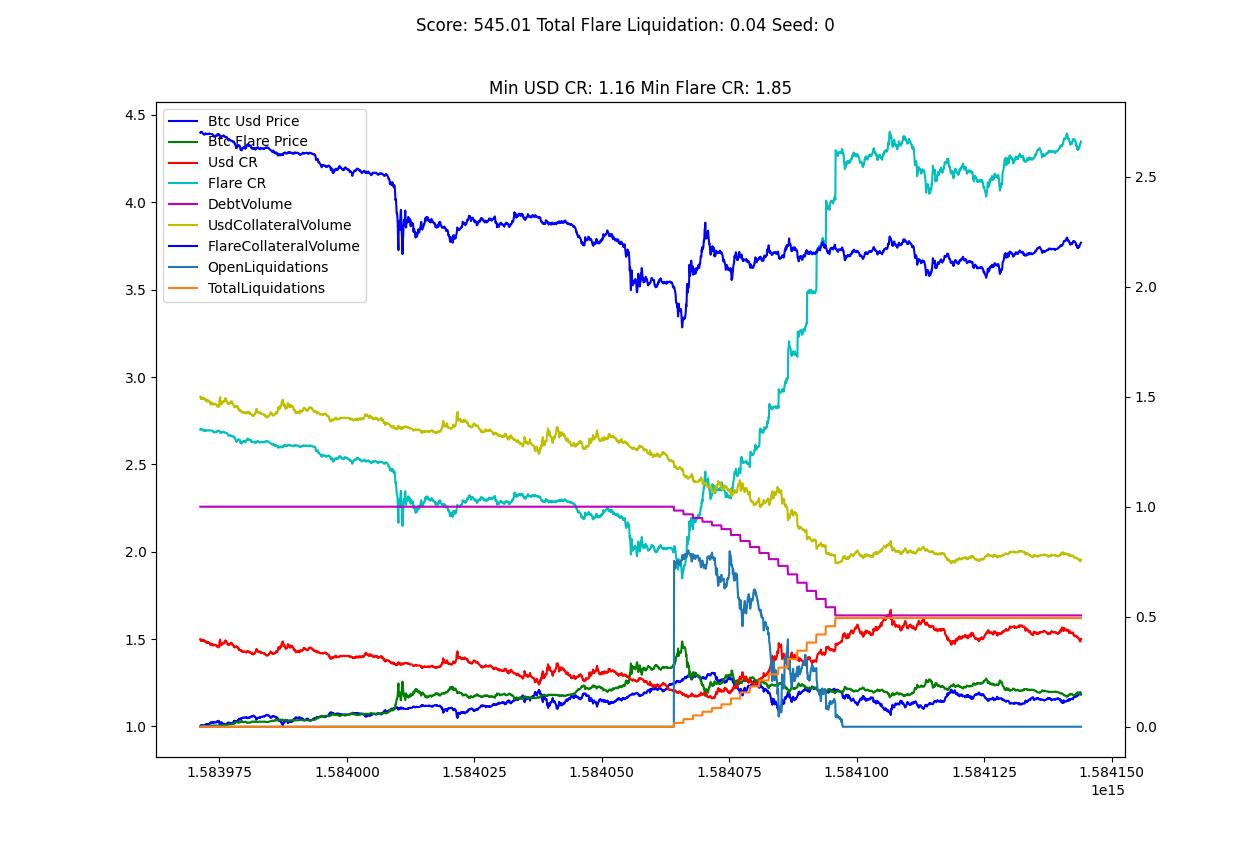 Score: 545.01 Total Flare Liquidation: 0.04 Seed: 0
Min USD CR: 1.16 Min Flare CR: 1.85
Btc Usd Price
Btc Flare Price
Usd CR
Flare CR
DebtVolume
UsdCollateralVolume
FlareCollateralVolume
OpenLiquidations
TotalLiquidations
4.5
4.0
3.5
3.0
2.5
2.0
1.5
1.0
2.5
2.0
1.5
1.0
0.5
0.0
1.583975
1.584000
1.584025
1.584050
1.584075
1.584100
1.584125
1.584150
1e15